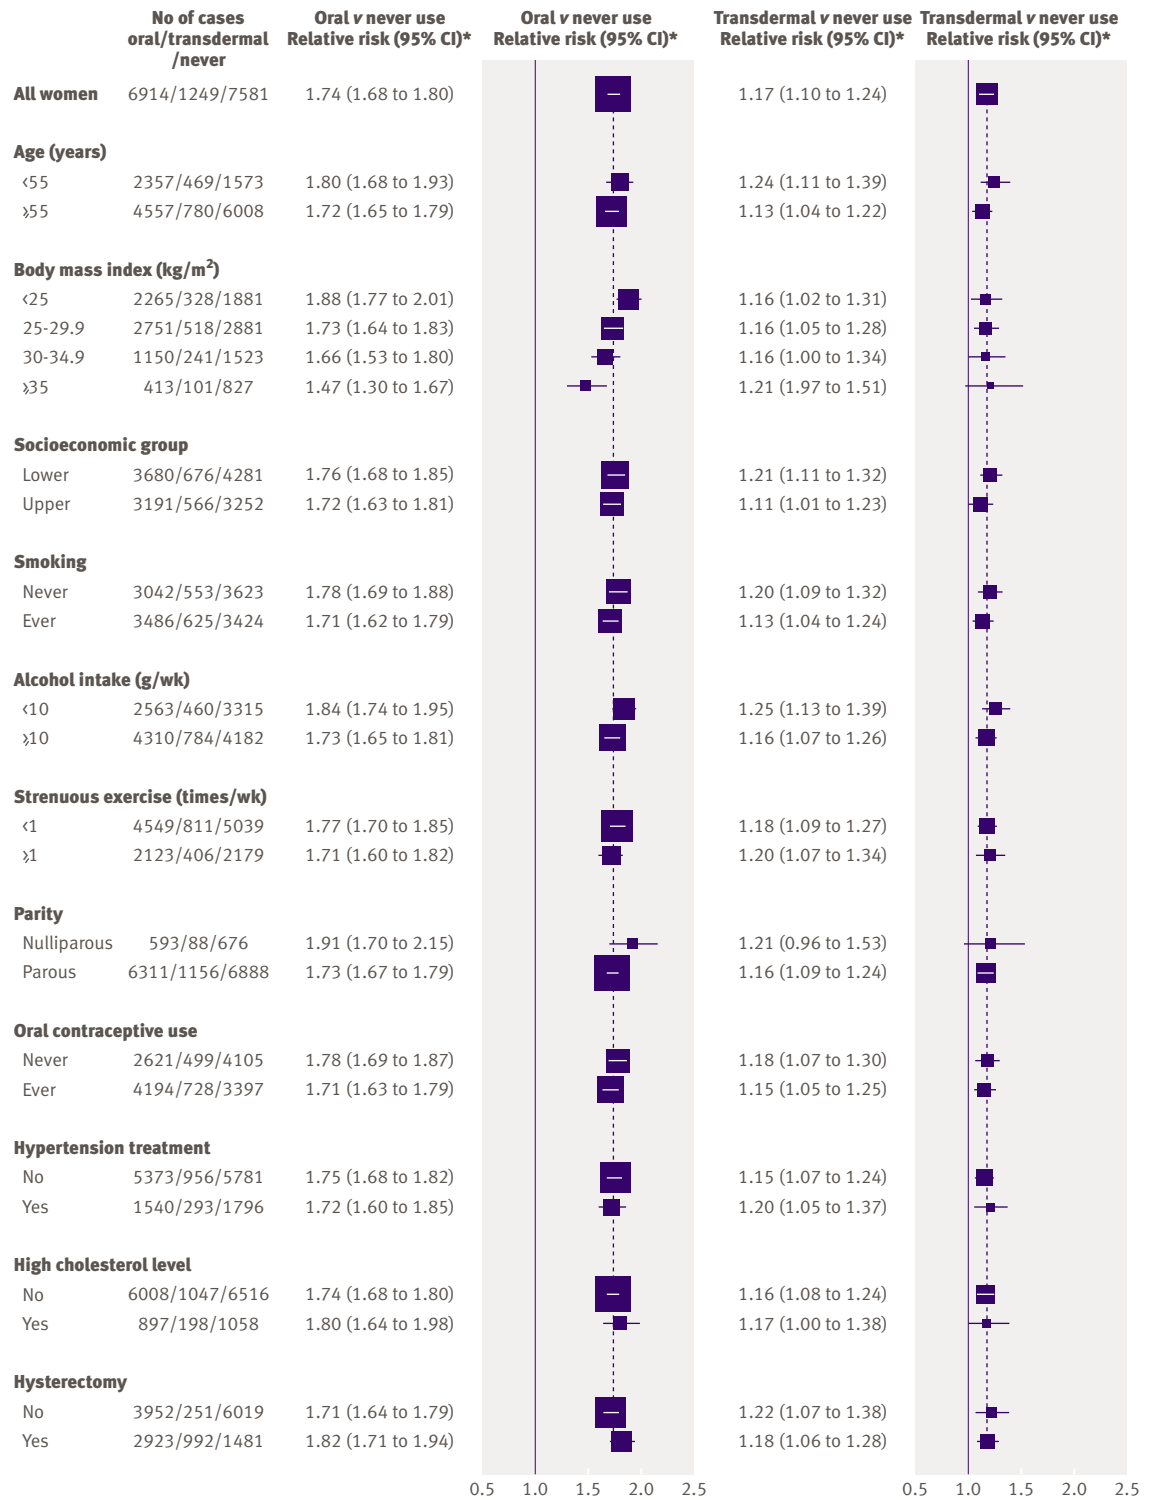 No of cases oral/transdermal /never Oral v never use Relative risk (95% CI)* Oral v never use Relative risk (95% CI)* Transdermal v never use Relative risk (95% CI)* Transdermal v never use Relative risk (95% CI)*
All women 6914/1249/7581 1.74 (1.68 to 1.80) 1.17 (1.10 to 1.24)
Age (years)
<55 2357/469/1573 1.80 (1.68 to 1.93) 1.24 (1.11 to 1.39)
≥55 4557/780/6008 1.72 (1.65 to 1.79) 1.13 (1.04 to 1.22)
Body mass index (kg/m²)
<25 2265/328/1881 1.88 (1.77 to 2.01) 1.16 (1.02 to 1.31)
25-29.9 2751/518/2881 1.73 (1.64 to 1.83) 1.16 (1.05 to 1.28)
30-34.9 1150/241/1523 1.66 (1.53 to 1.80) 1.16 (1.00 to 1.34)
≥35 413/101/827 1.47 (1.30 to 1.67) 1.21 (1.97 to 1.51)
Socioeconomic group
Lower 3680/676/4281 1.76 (1.68 to 1.85) 1.21 (1.11 to 1.32)
Upper 3191/566/3252 1.72 (1.63 to 1.81) 1.11 (1.01 to 1.23)
Smoking
Never 3042/553/3623 1.78 (1.69 to 1.88) 1.20 (1.09 to 1.32)
Ever 3486/625/3424 1.71 (1.62 to 1.79) 1.13 (1.04 to 1.24)
Alcohol intake (g/wk)
<10 2563/460/3315 1.84 (1.74 to 1.95) 1.25 (1.13 to 1.39)
≥10 4310/784/4182 1.73 (1.65 to 1.81) 1.16 (1.07 to 1.26)
Strenuous exercise (times/wk)
<1 4549/811/5039 1.77 (1.70 to 1.85) 1.18 (1.09 to 1.27)
≥1 2123/406/2179 1.71 (1.60 to 1.82) 1.20 (1.07 to 1.34)
Parity
Nulliparous 593/88/676 1.91 (1.70 to 2.15) 1.21 (0.96 to 1.53)
Parous 6311/1156/6888 1.73 (1.67 to 1.79) 1.16 (1.09 to 1.24)
Oral contraceptive use
Never 2621/499/4105 1.78 (1.69 to 1.87) 1.18 (1.07 to 1.30)
Ever 4194/728/3397 1.71 (1.63 to 1.79) 1.15 (1.05 to 1.25)
Hypertension treatment
No 5373/956/5781 1.75 (1.68 to 1.82) 1.15 (1.07 to 1.24)
Yes 1540/293/1796 1.72 (1.60 to 1.85) 1.20 (1.05 to 1.37)
High cholesterol level
No 6008/1047/6516 1.74 (1.68 to 1.80) 1.16 (1.08 to 1.24)
Yes 897/198/1058 1.80 (1.64 to 1.98) 1.17 (1.00 to 1.38)
Hysterectomy
No 3952/251/6019 1.71 (1.64 to 1.79) 1.22 (1.07 to 1.38)
Yes 2923/992/1481 1.82 (1.71 to 1.94) 1.18 (1.06 to 1.28)
0.5 1.0 1.5 2.0 2.5 0.5 1.0 1.5 2.0 2.5